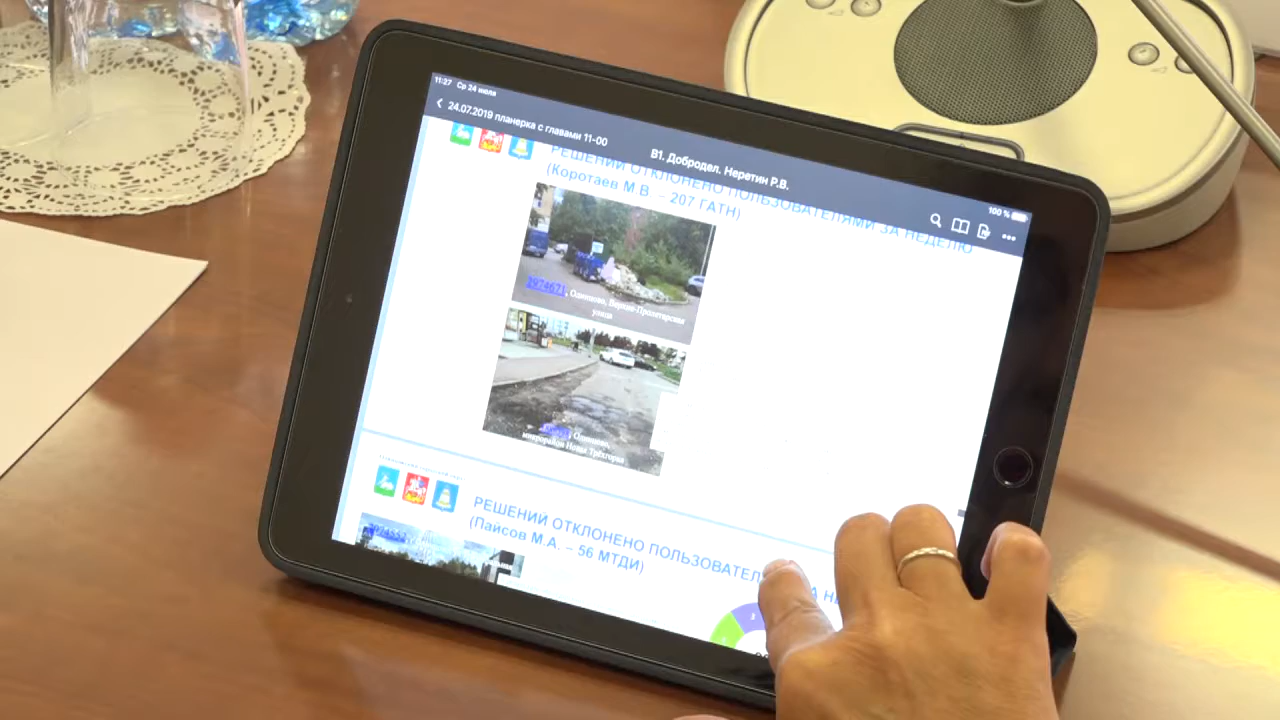 11:27 Ср 24 июля
100 %
24.07.2019 планерка с главами 11-00
В1. Добродел. Неретин Р.В.
РЕШЕНИЙ ОТКЛОНЕНО ПОЛЬЗОВАТЕЛЯМИ ЗА НЕДЕЛЮ
(Коротаев М.В. – 207 ГАТН)
2974671, Одинцово, Верхне-Пролетарская
улица
Одинцово,
микрорайон Новая Трёхгорка
РЕШЕНИЙ ОТКЛОНЕНО ПОЛЬЗОВАТЕЛ
(Паисов М.А. – 56 МТДИ)